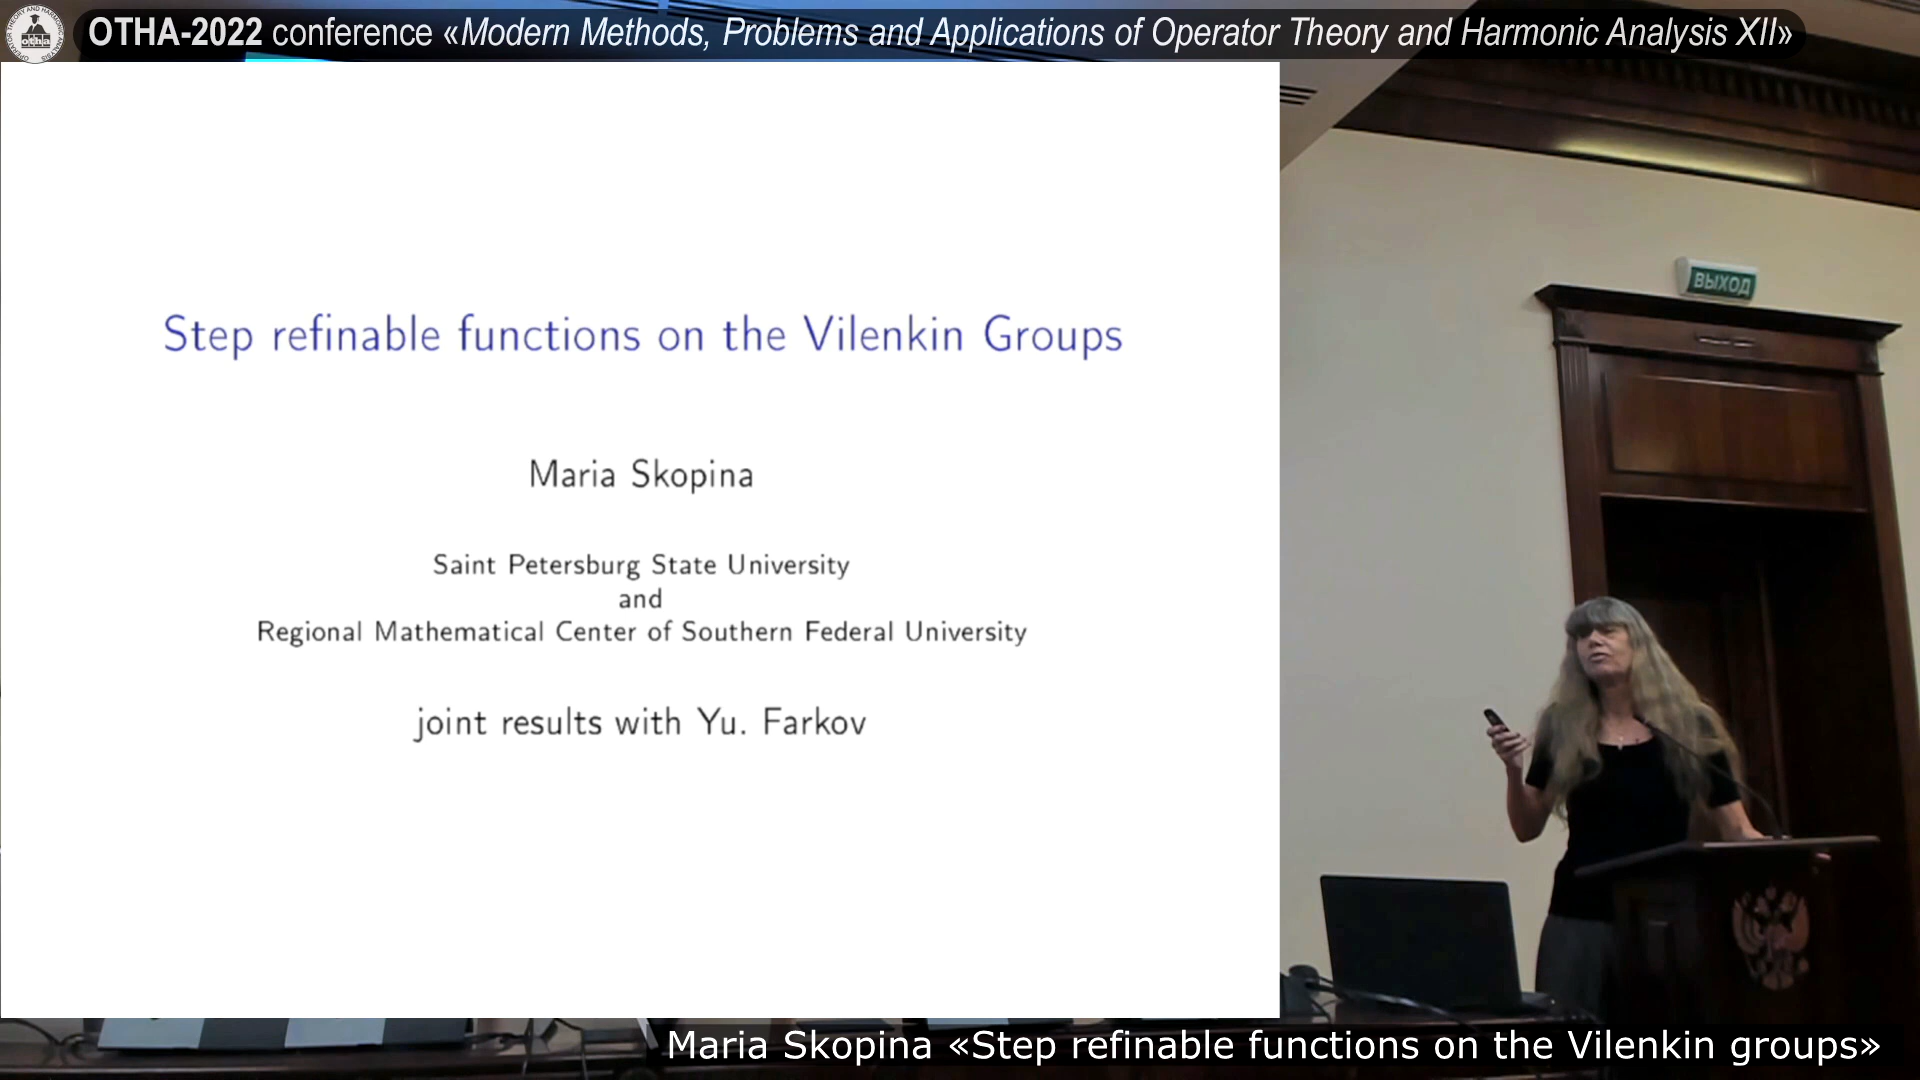 OTHA-2022 conference «Modern Methods, Problems and Applications of Operator Theory and Harmonic Analysis XII»
otha
Step refinable functions on the Vilenkin Groups
Maria Skopina
Saint Petersburg State University
and
Regional Mathematical Center of Southern Federal University
joint results with Yu. Farkov
ВЫХОД
Maria Skopina «Step refinable functions on the Vilenkin groups»